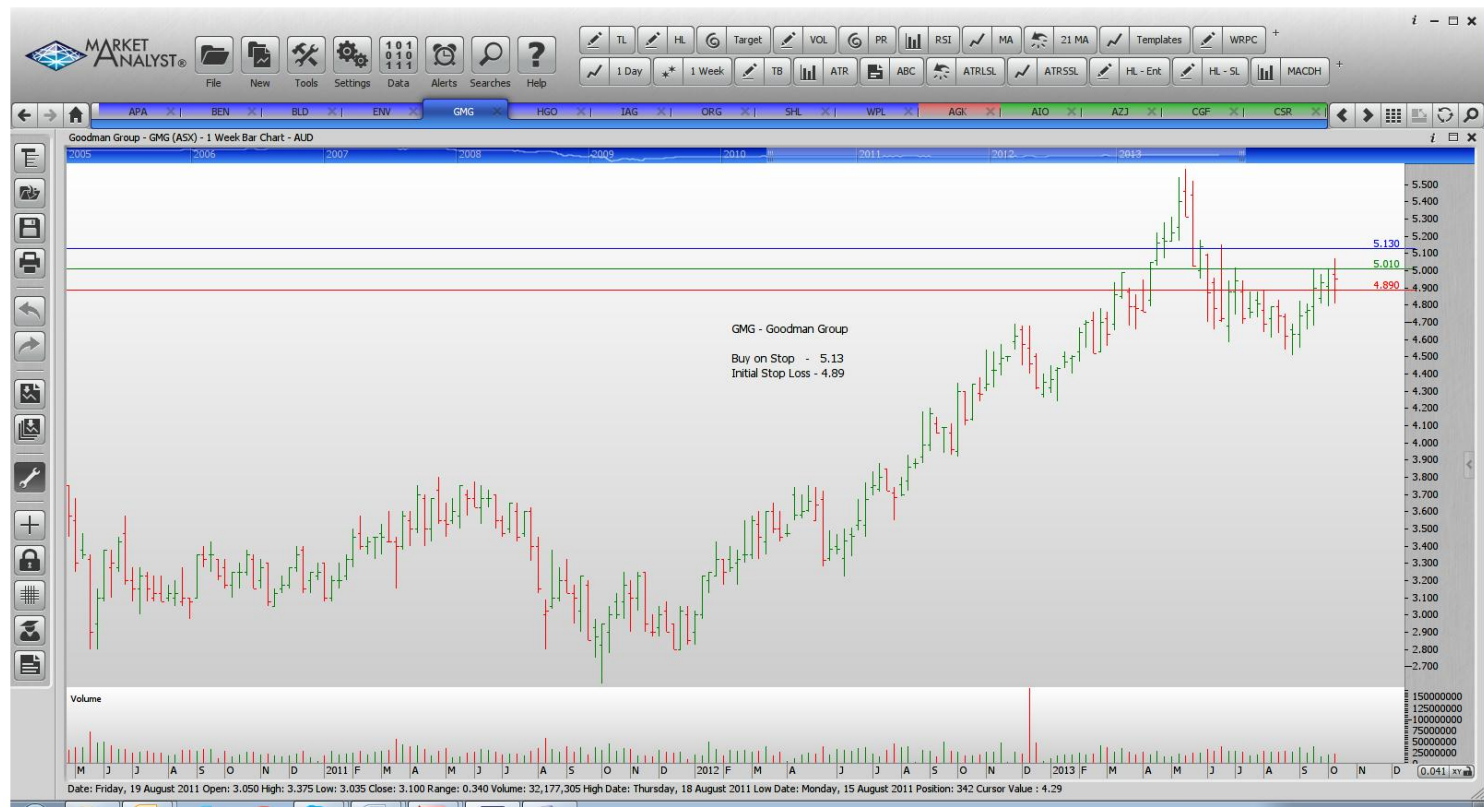 i
MARKET ANALYST®
File New Tools Settings Data Alerts Searches Help
101
010
111
TL HL Target VOL PR RSI MA 21 MA Templates WRPC +
1 Day 1 Week TB ATR ABC ATRLSL ATRSSL HL - Ent HL - SL MACDH +
APA BEN BLD ENV GMG HGO IAG ORG SHL WPL AGK AIO AZJ CGF CSR
Goodman Group - GMG (ASX) - 1 Week Bar Chart - AUD
i
2005 2006 2007 2008 2009 2010 2011 2012 2013
5.500
5.400
5.300
5.200
5.130
5.100
5.010
5.000
4.890
4.900
4.800
4.700
4.600
4.500
4.400
4.300
4.200
4.100
4.000
3.900
3.800
3.700
3.600
3.500
3.400
3.300
3.200
3.100
3.000
2.900
2.800
2.700
GMG - Goodman Group
Buy on Stop - 5.13
Initial Stop Loss - 4.89
Volume
150000000
125000000
100000000
75000000
50000000
25000000
0
M J J A S O N D 2011 F M A M J J A S O N D 2012 F M A J J A S O N D 2013 F M A M J J A S O N D
0.041 XY
Date: Friday, 19 August 2011 Open: 3.050 High: 3.375 Low: 3.035 Close: 3.100 Range: 0.340 Volume: 32,177,305 High Date: Thursday, 18 August 2011 Low Date: Monday, 15 August 2011 Position: 342 Cursor Value : 4.29